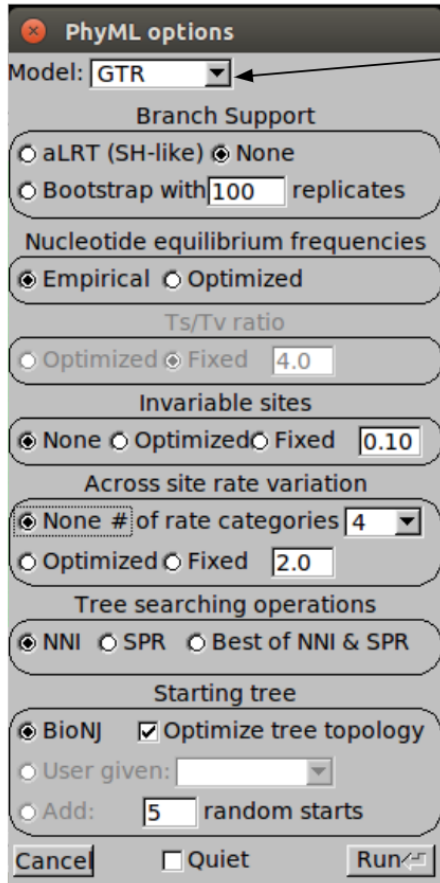 PhyML options
Model: GTR
Branch Support
aLRT (SH-like) None
Bootstrap with 100 replicates
Nucleotide equilibrium frequencies
Empirical Optimized
Ts/Tv ratio
Optimized Fixed 4.0
Invariable sites
None Optimized Fixed 0.10
Across site rate variation
None # of rate categories 4
Optimized Fixed 2.0
Tree searching operations
NNI SPR Best of NNI & SPR
Starting tree
BioNJ Optimize tree topology
User given:
Add: 5 random starts
Cancel Quiet Run